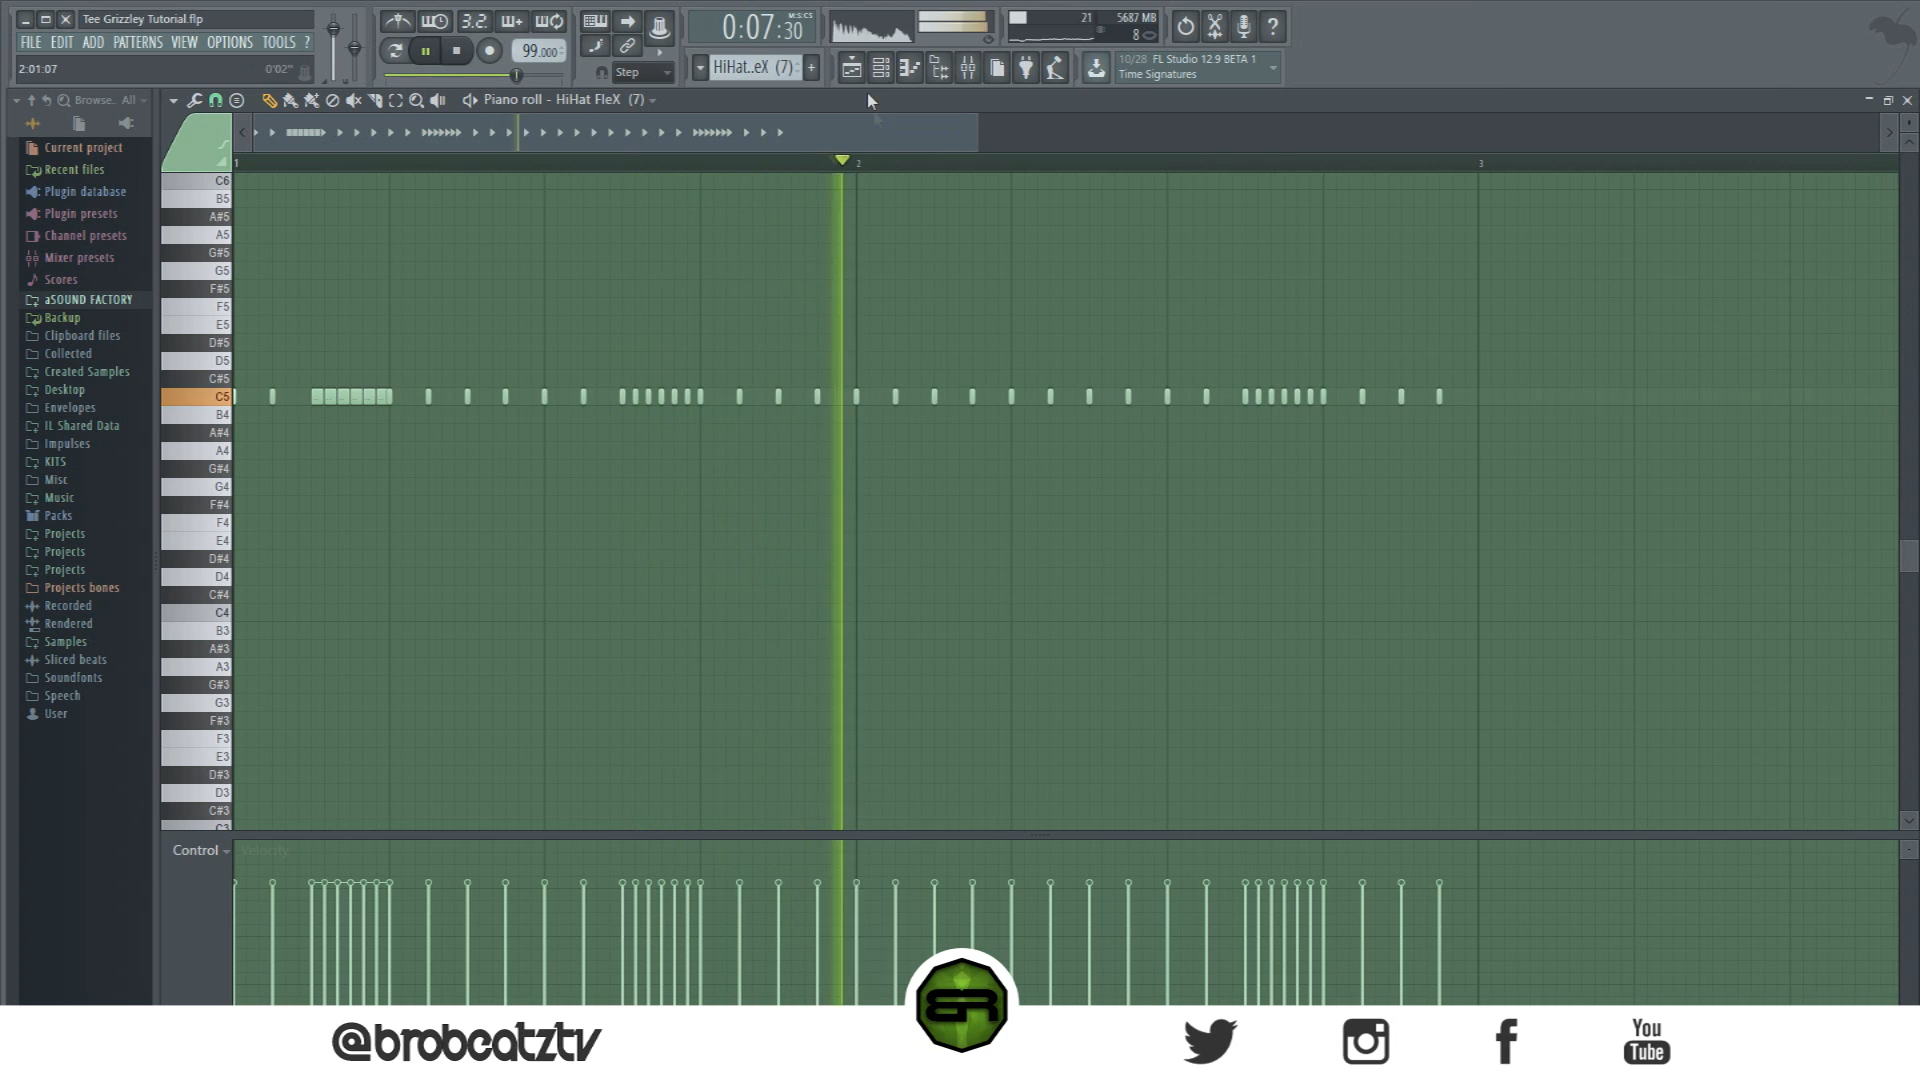 Tee Grizzley Tutorial.flp
FILE EDIT ADD PATTERNS VIEW OPTIONS TOOLS ?
2:01:07 0'02"
3.2.
99.000
Step
0:07:30 M:S:CS
HiHat..eX (7)
21 5687 MB
8
10/28 FL Studio 12.9 BETA 1
Time Signatures
Browse.. All
Piano roll - HiHat FleX (7)
Current project
Recent files
Plugin database
Plugin presets
Channel presets
Mixer presets
Scores
aSOUND FACTORY
Backup
Clipboard files
Collected
Created Samples
Desktop
Envelopes
IL Shared Data
Impulses
KITS
Misc
Music
Packs
Projects
Projects
Projects
Projects bones
Recorded
Rendered
Samples
Sliced beats
Soundfonts
Speech
User
1 2 3
C6
B5
A#5
A5
G#5
G5
F#5
F5
E5
D#5
D5
C#5
C5
B4
A#4
A4
G#4
G4
F#4
F4
E4
D#4
D4
C#4
C4
B3
A#3
A3
G#3
G3
F#3
F3
E3
D#3
D3
C#3
C3
Control Velocity
@brobeatztv
BR
You
Tube